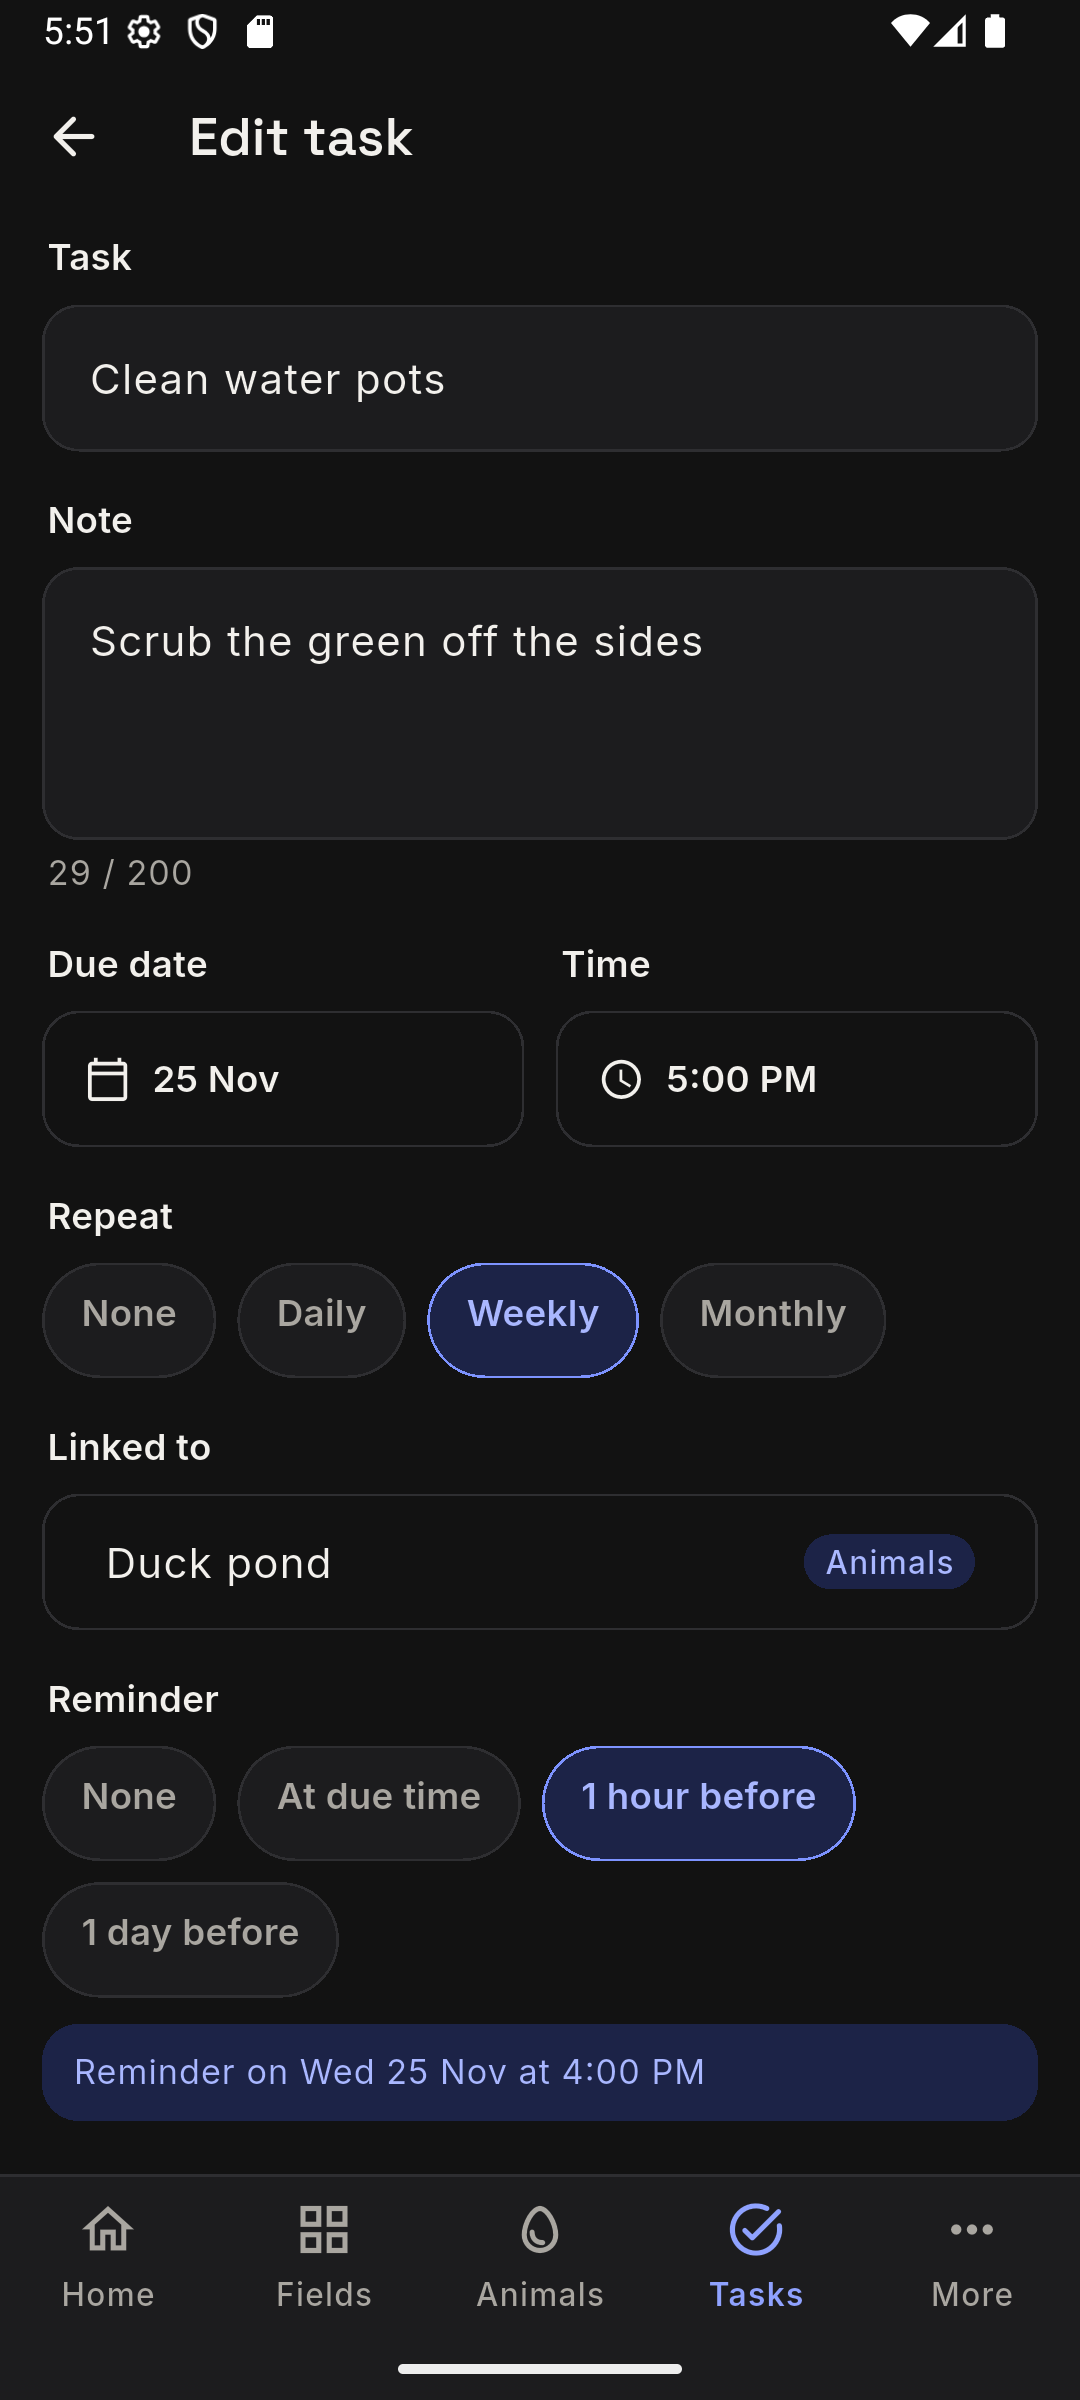 5:51
Edit task
Task
Clean water pots
Note
Scrub the green off the sides
29 / 200
Due date
Time
25 Nov
5:00 PM
Repeat
None
Daily
Weekly
Monthly
Linked to
Duck pond
Animals
Reminder
None
At due time
1 hour before
1 day before
Reminder on Wed 25 Nov at 4:00 PM
Home
Fields
Animals
Tasks
More